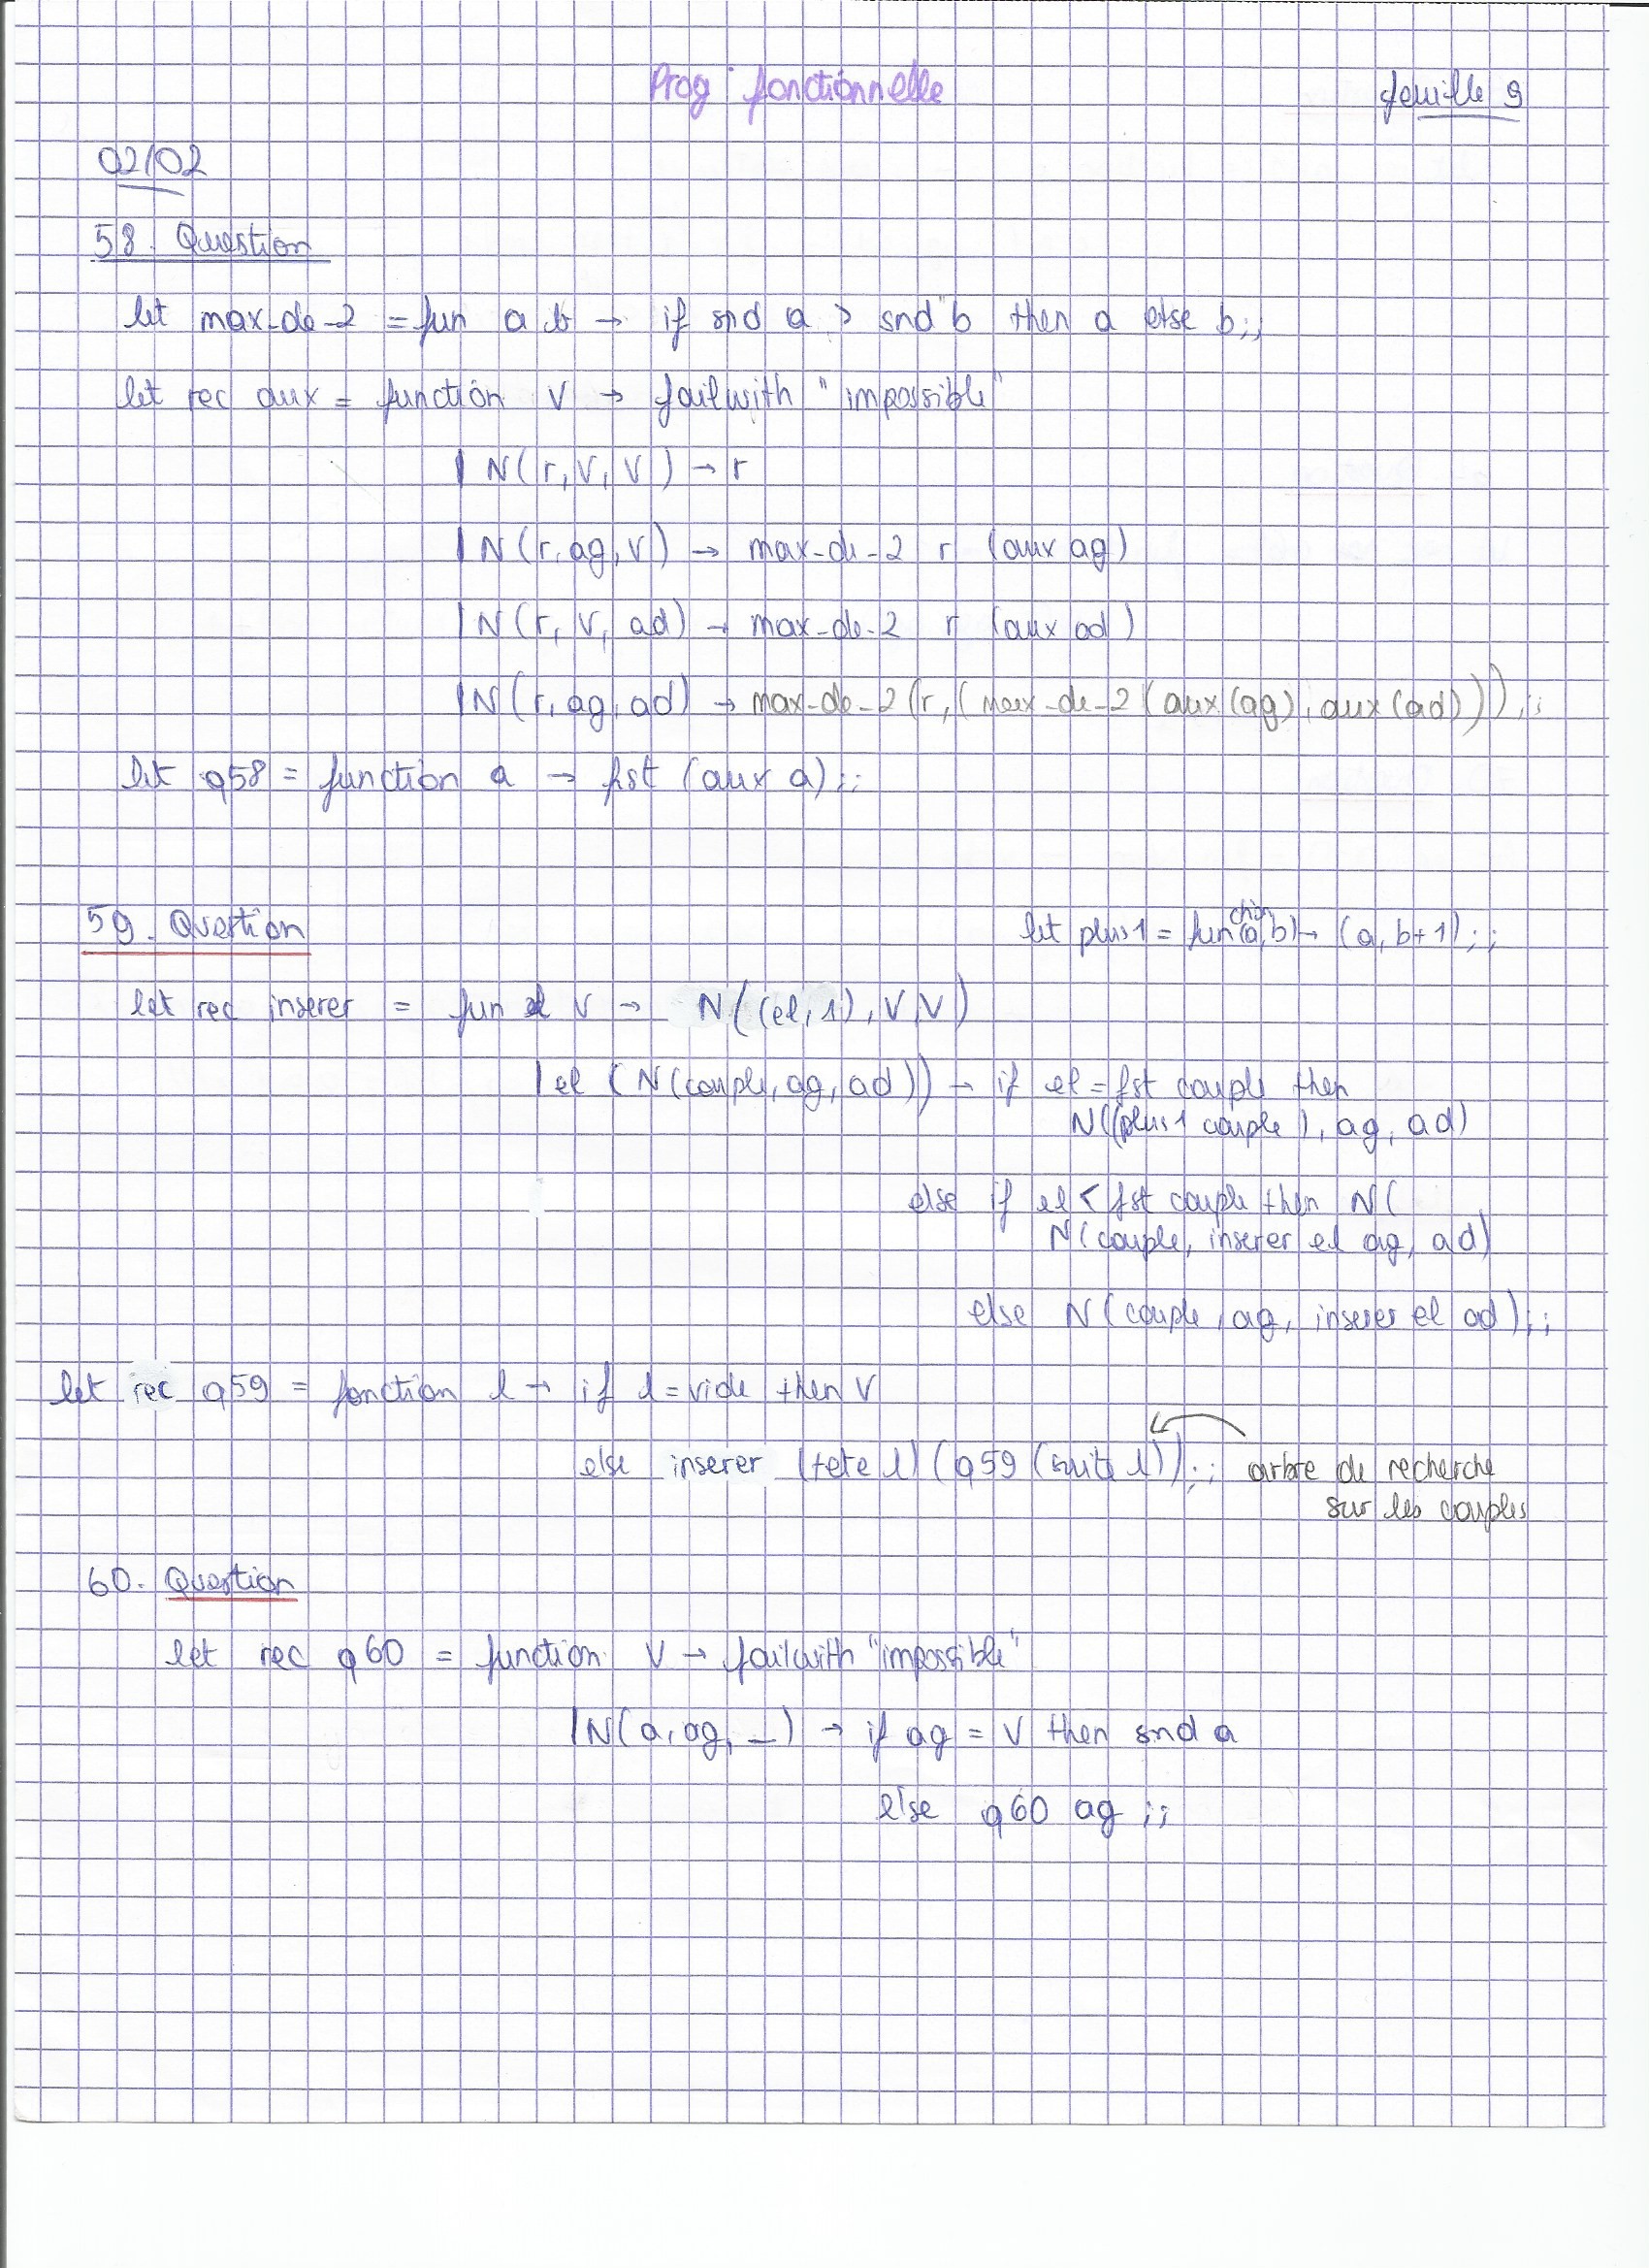 Prog° fonctionnelle
feuille 9
02/02
58. Question
let max-de-2 = fun a b → if snd a > snd b then a else b;;
let rec aux = function V → failwith "impossible"
| N(r,V,V) → r
| N(r,ag,V) → max-de-2 r (aux ag)
| N(r,V,ad) → max-de-2 r (aux ad)
| N(r,ag,ad) → max-de-2 (r,(max-de-2 (aux (ag), aux (ad))));;
let q58 = function a → fst (aux a);;
59. Question
let plus1 = function (a,b) → (a, b+1);;
let rec inserer = fun el V → N((el,1),V,V)
| el (N(couple,ag,ad)) → if el = fst couple then
N((plus1 couple), ag, ad)
else if el < fst couple then N(
N(couple, inserer el ag, ad)
else N(couple, ag, inserer el ad);;
let rec q59 = fonction l → if l = vide then V
else inserer (tete l) (q59 (suite l));; arbre de recherche
sur les couples
60. Question
let rec q60 = function V → failwith "impossible"
| N(a,ag,_) → if ag = V then snd a
else q60 ag ;;